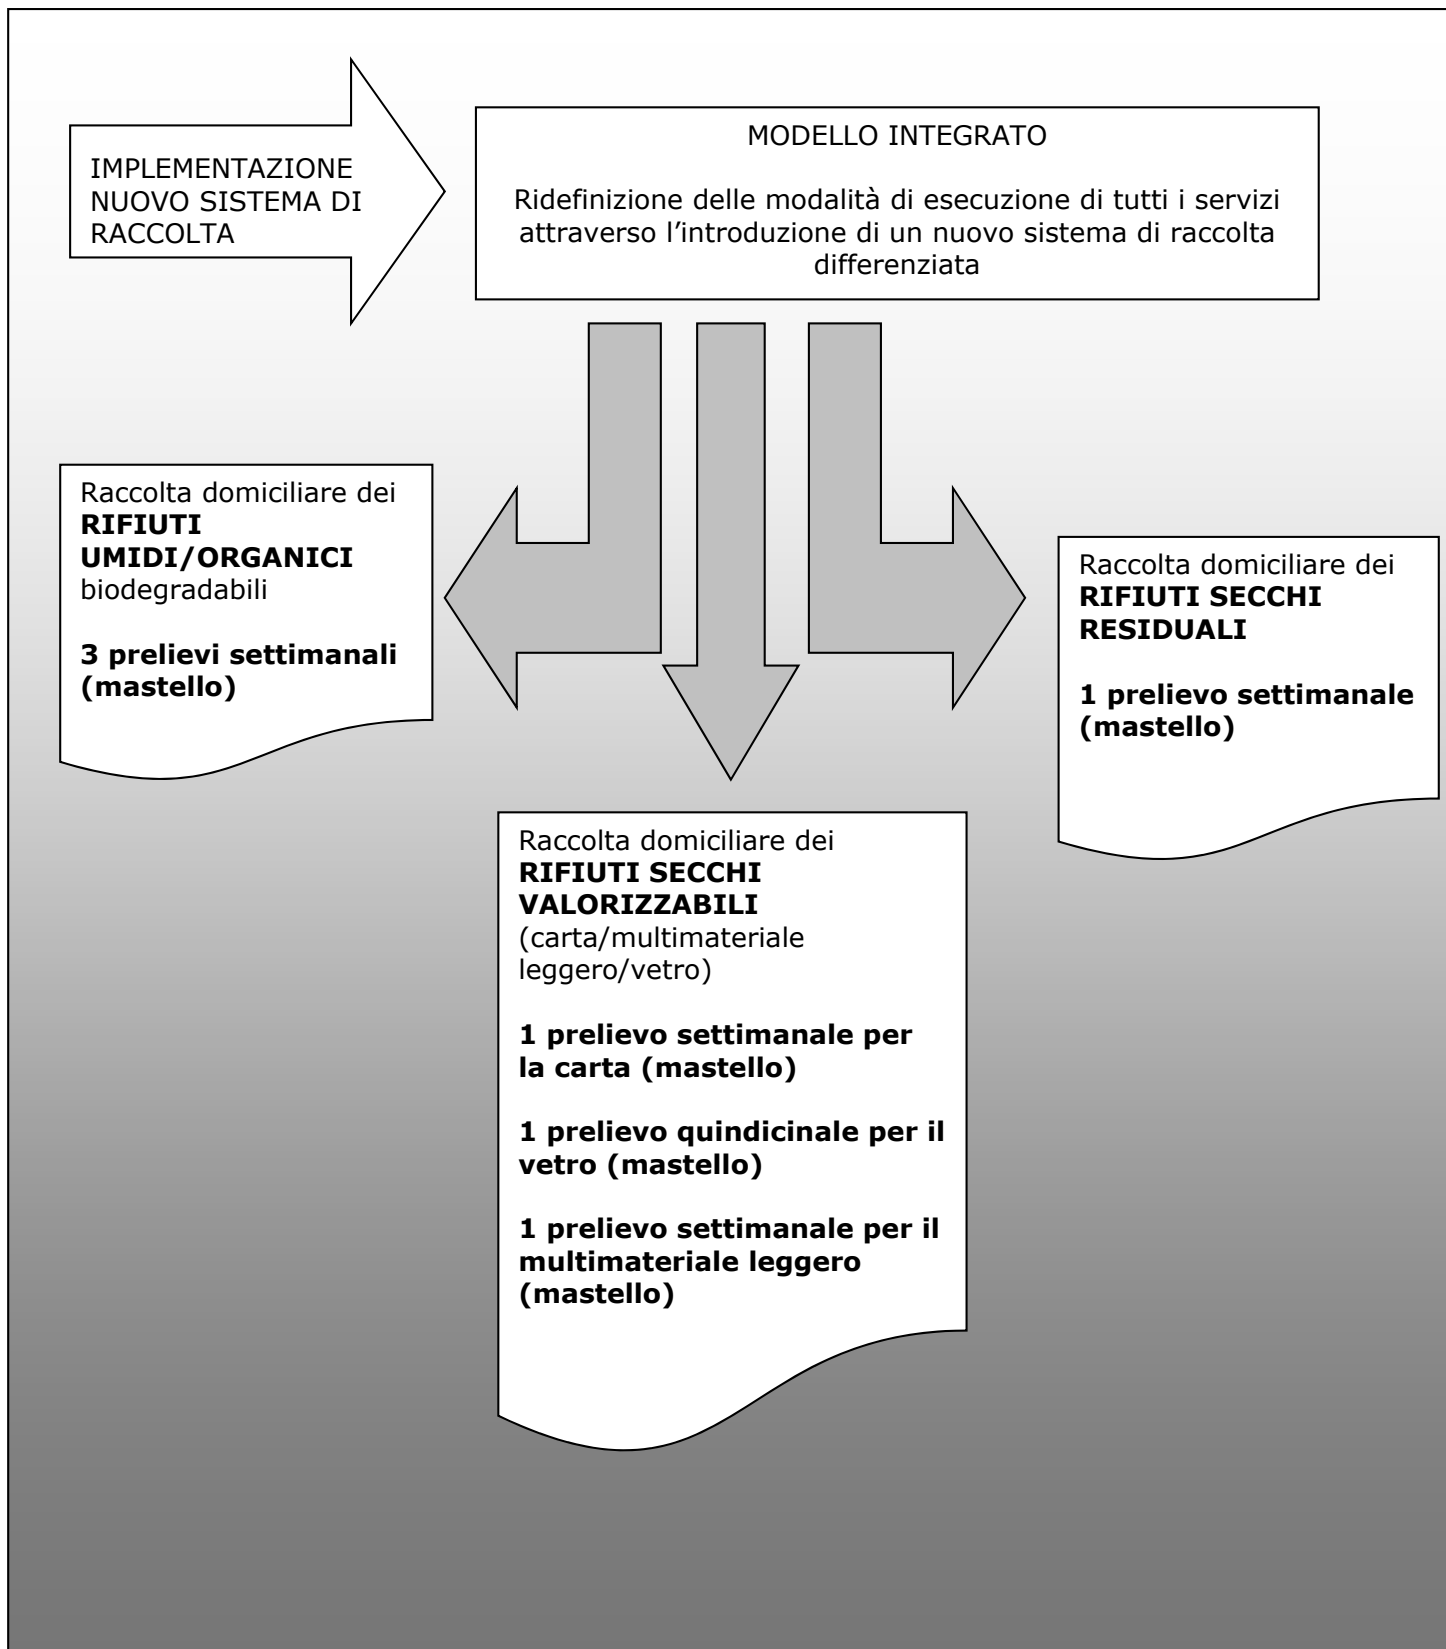 IMPLEMENTAZIONE
NUOVO SISTEMA DI
RACCOLTA
MODELLO INTEGRATO
Ridefinizione delle modalità di esecuzione di tutti i servizi
attraverso l’introduzione di un nuovo sistema di raccolta
differenziata
Raccolta domiciliare dei
RIFIUTI
UMIDI/ORGANICI
biodegradabili
3 prelievi settimanali
(mastello)
Raccolta domiciliare dei
RIFIUTI SECCHI
RESIDUALI
1 prelievo settimanale
(mastello)
Raccolta domiciliare dei
RIFIUTI SECCHI
VALORIZZABILI
(carta/multimateriale
leggero/vetro)
1 prelievo settimanale per
la carta (mastello)
1 prelievo quindicinale per il
vetro (mastello)
1 prelievo settimanale per il
multimateriale leggero
(mastello)